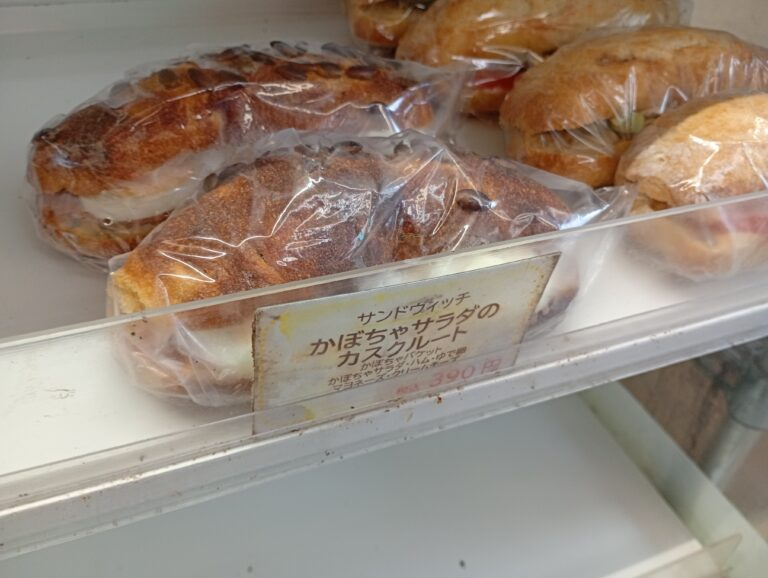 サンドウィッチ
かぼちゃサラダの
カスクルート
かぼちゃバゲット
かぼちゃサラダ・ハム・ゆで卵
マヨネーズ・クリームチーズ
390円